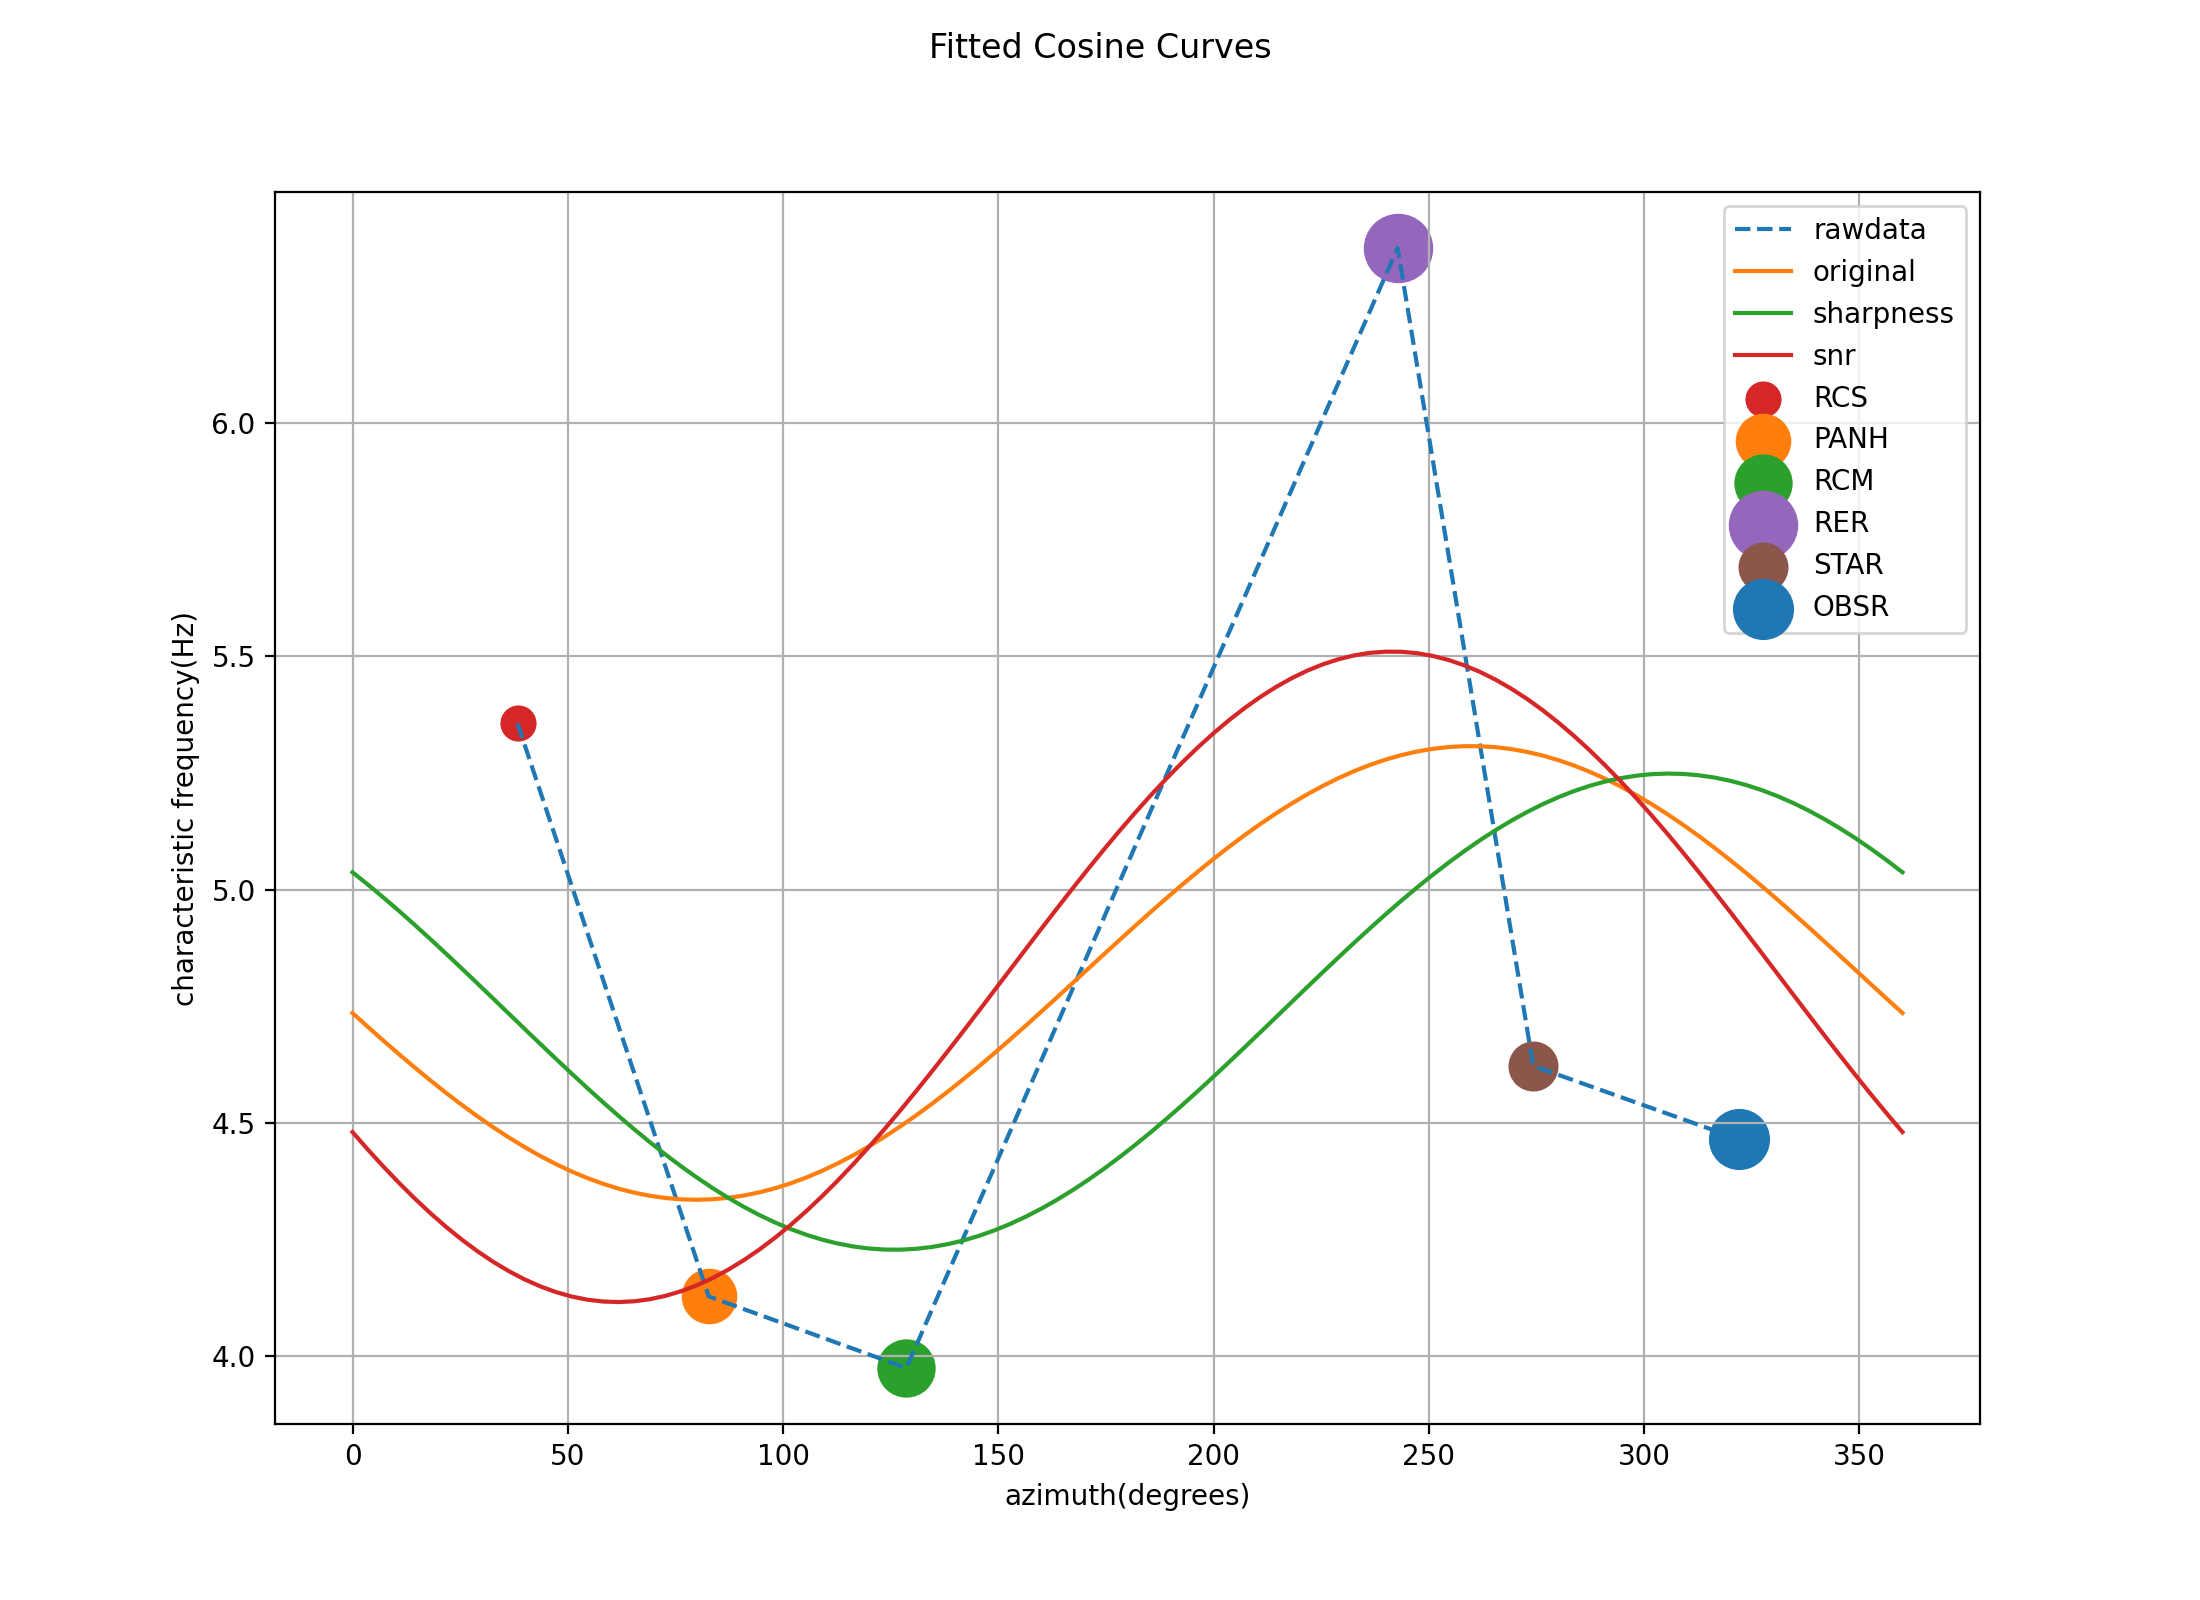 Fitted Cosine Curves
rawdata
original
sharpness
snr
RCS
PANH
RCM
RER
STAR
OBSR
characteristic frequency(Hz)
6.0
5.5
5.0
4.5
4.0
0 50 100 150 200 250 300 350
azimuth(degrees)